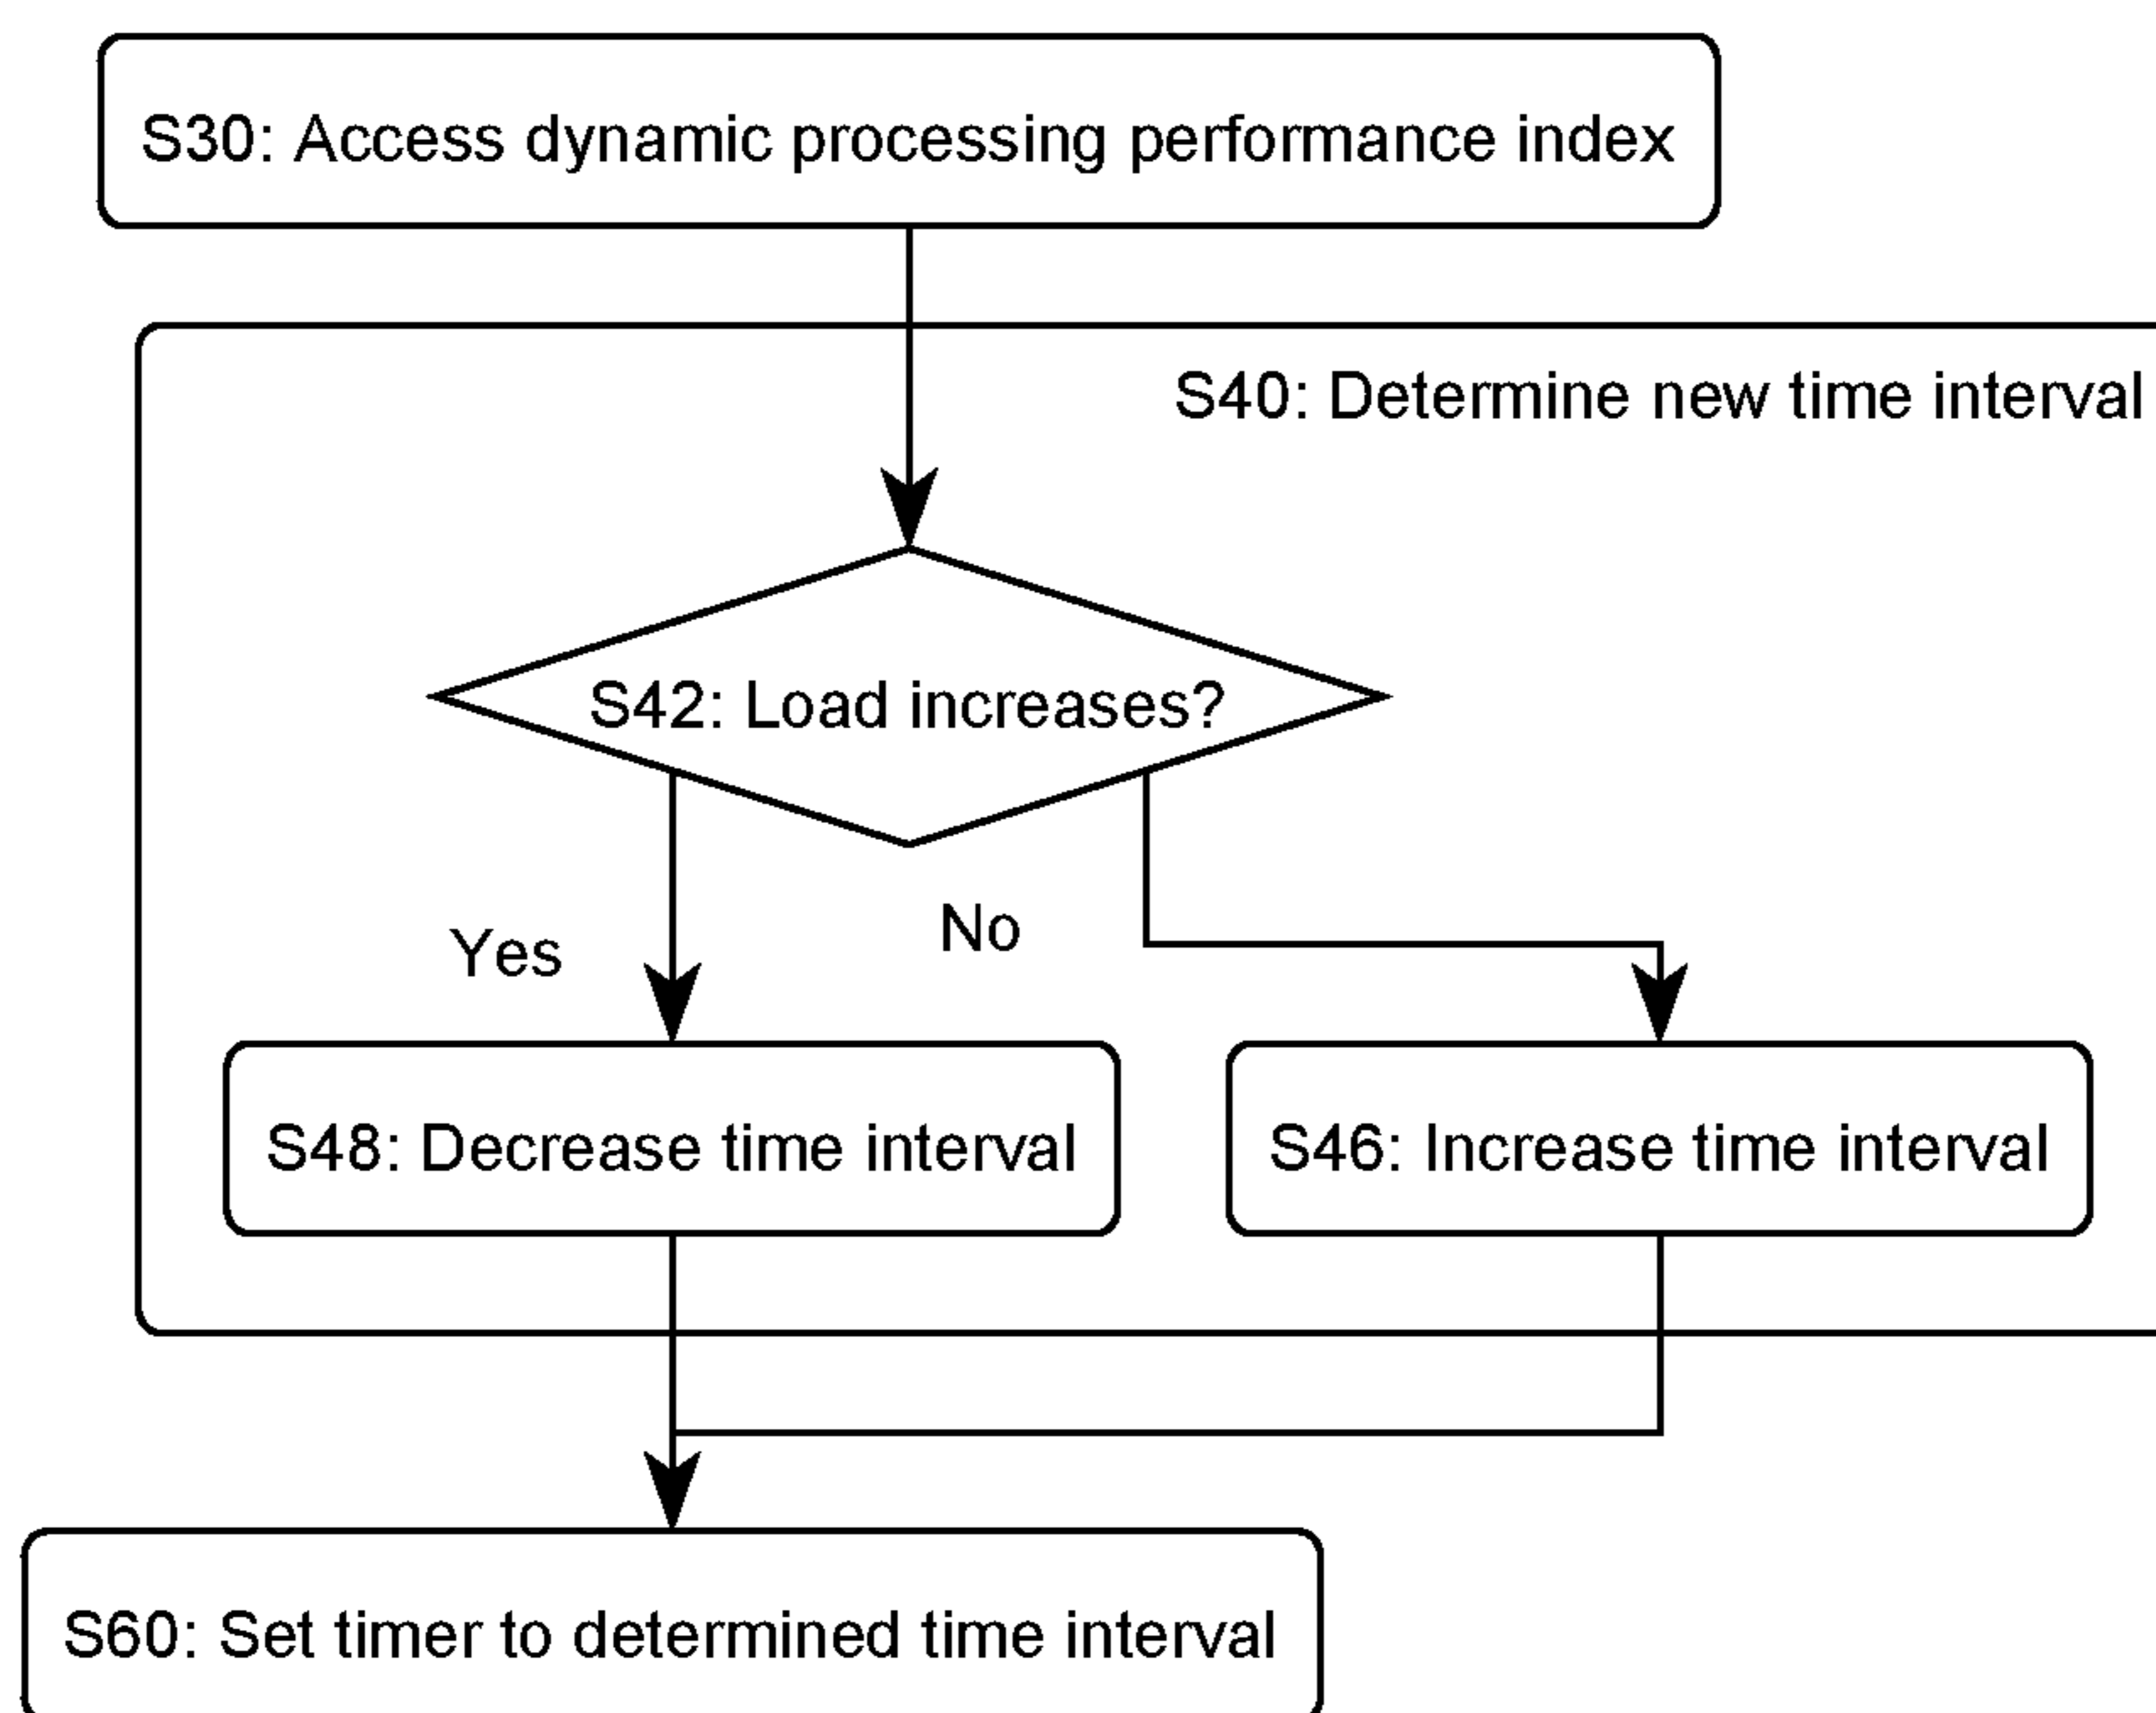 S30: Access dynamic processing performance index
S40: Determine new time interval
S42: Load increases?
Yes
No
S48: Decrease time interval
S46: Increase time interval
S60: Set timer to determined time interval